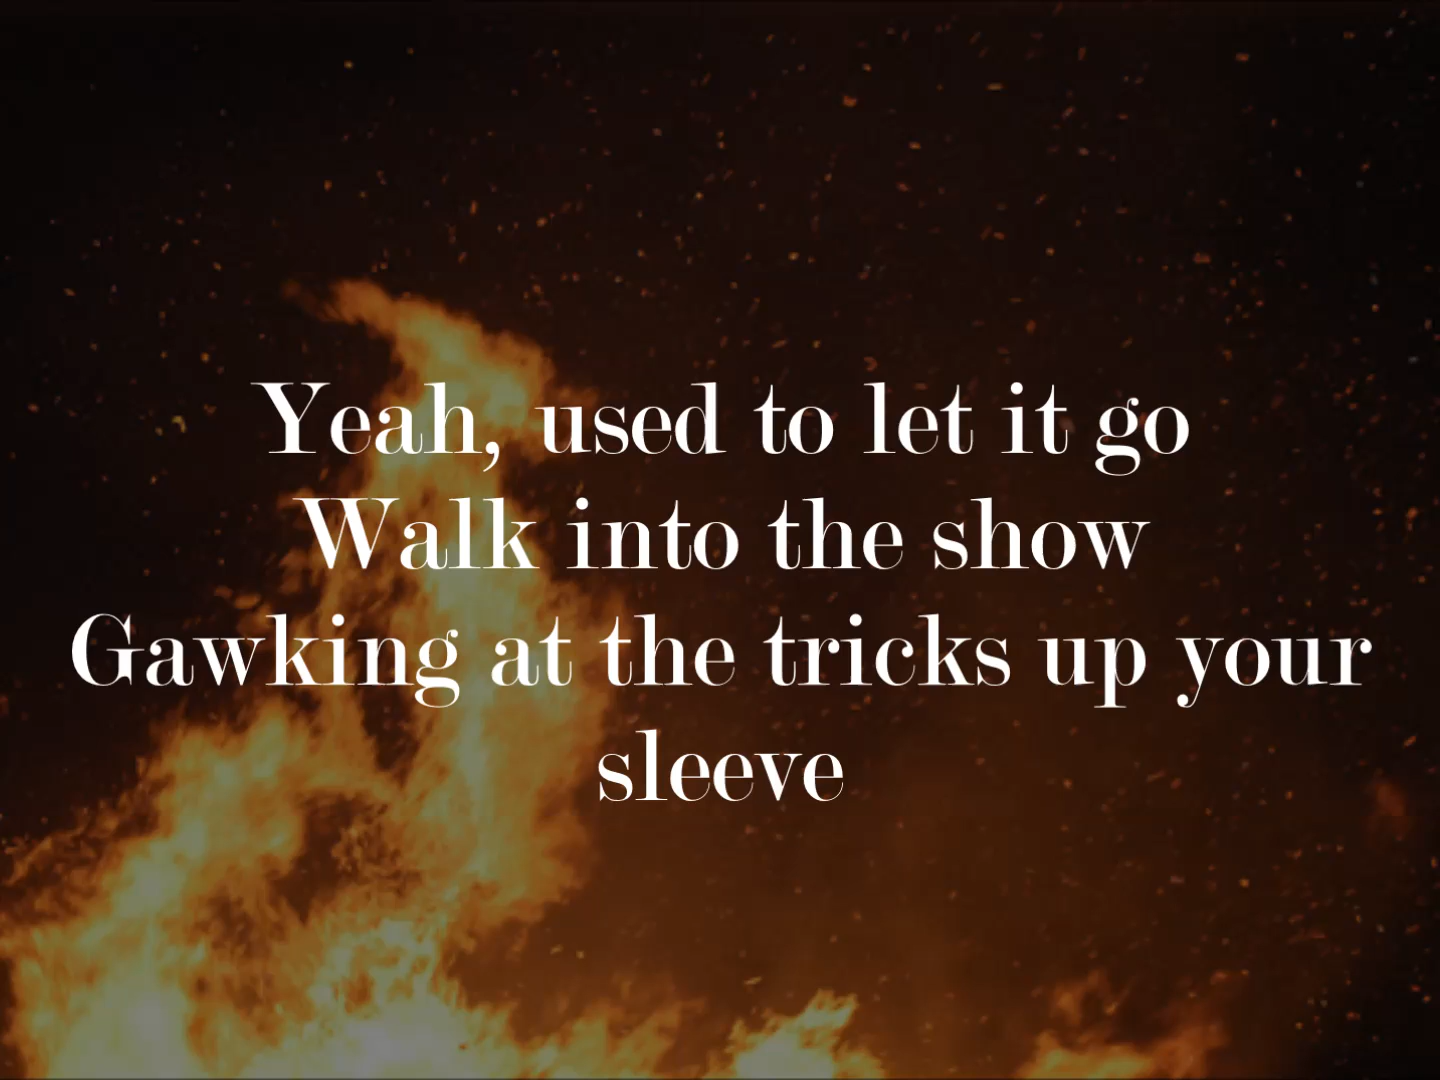 Yeah, used to let it go
Walk into the show
Gawking at the tricks up your
sleeve